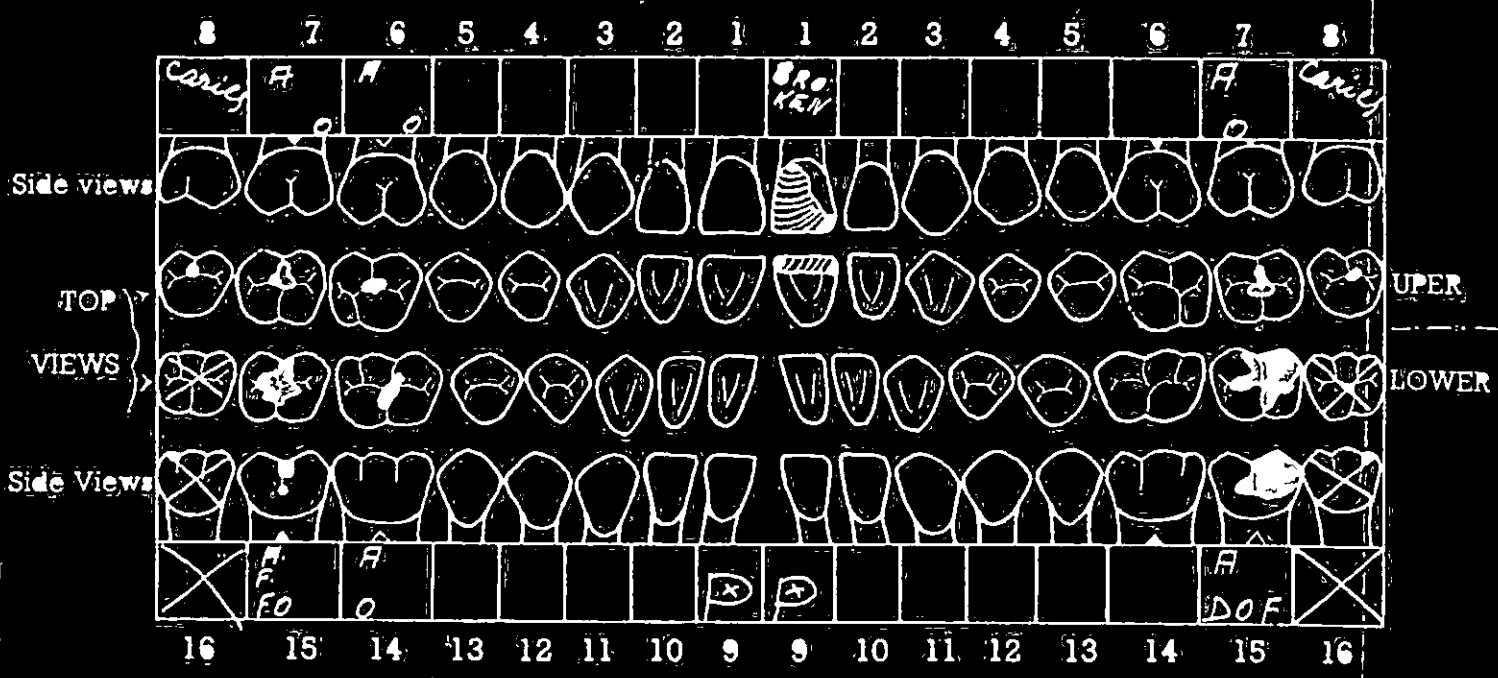 8 7 6 5 4 3 2 1 1 2 3 4 5 6 7 8
Caries A A BRO A Caries
KEN
O O O
Side views
TOP
UPER
VIEWS
LOWER
Side Views
A A A
F
FO O DOF
16 15 14 13 12 11 10 9 9 10 11 12 13 14 15 16